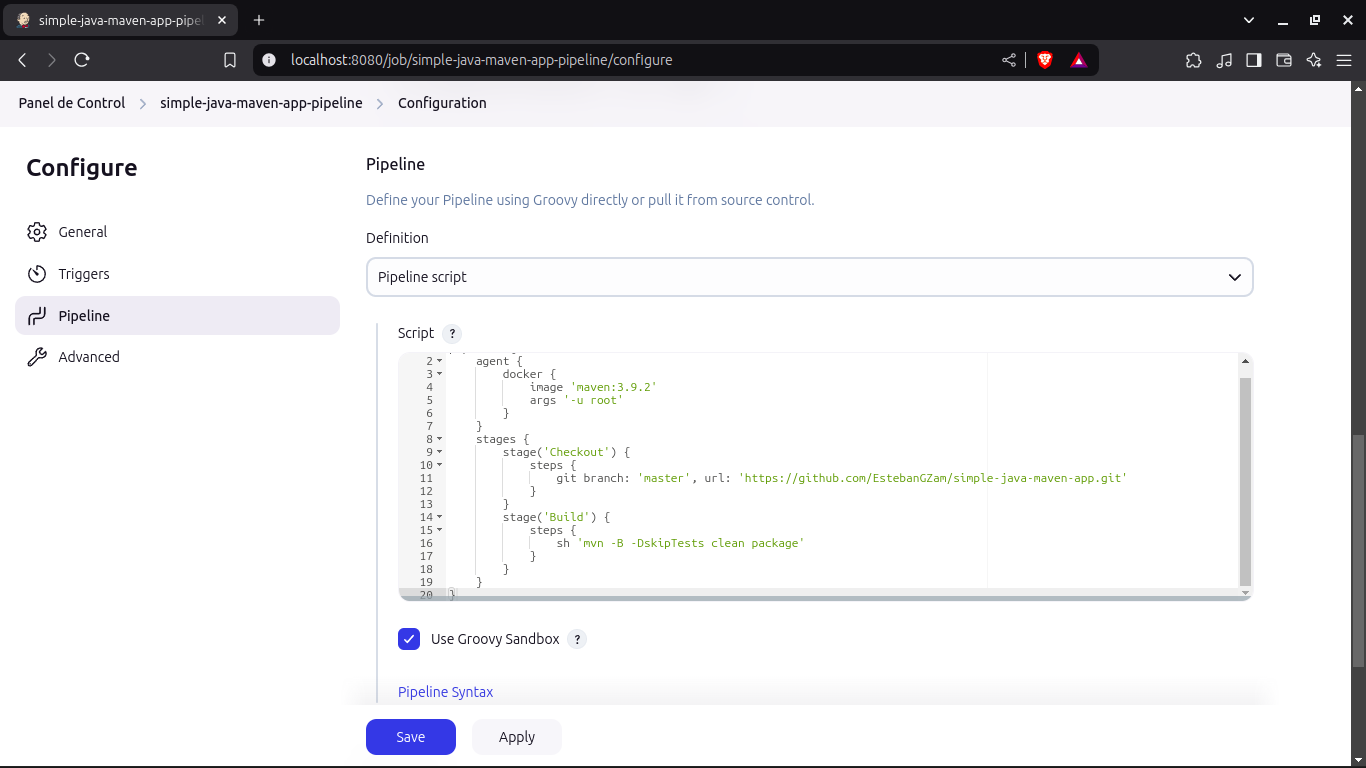 simple-java-maven-app-pipel
localhost:8080/job/simple-java-maven-app-pipeline/configure
Panel de Control > simple-java-maven-app-pipeline > Configuration
Configure
General
Triggers
Pipeline
Advanced
Pipeline
Define your Pipeline using Groovy directly or pull it from source control.
Definition
Pipeline script
Script ?
2 agent {
3 docker {
4 image 'maven:3.9.2'
5 args '-u root'
6 }
7 }
8 stages {
9 stage('Checkout') {
10 steps {
11 git branch: 'master', url: 'https://github.com/EstebanGZam/simple-java-maven-app.git'
12 }
13 }
14 stage('Build') {
15 steps {
16 sh 'mvn -B -DskipTests clean package'
17 }
18 }
19 }
20 }
Use Groovy Sandbox ?
Pipeline Syntax
Save Apply